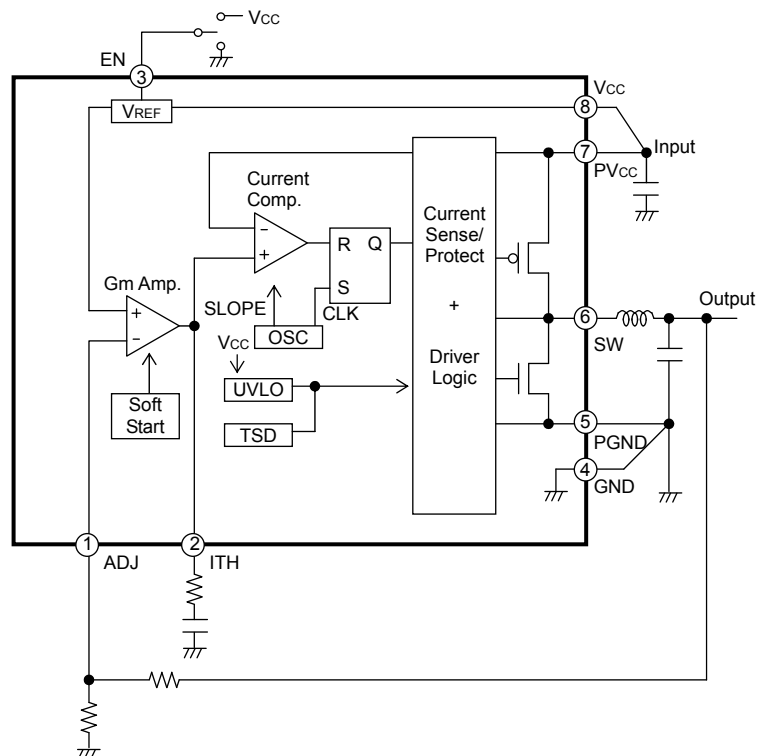 VCC
EN
3
VREF
VCC
8
Input
7
PVCC
Current
Comp.
-
+
R Q
S
CLK
Current
Sense/
Protect
+
Driver
Logic
Gm Amp.
+
-
SLOPE
OSC
VCC
UVLO
TSD
Soft
Start
6
SW
Output
5
PGND
4
GND
1
ADJ
2
ITH